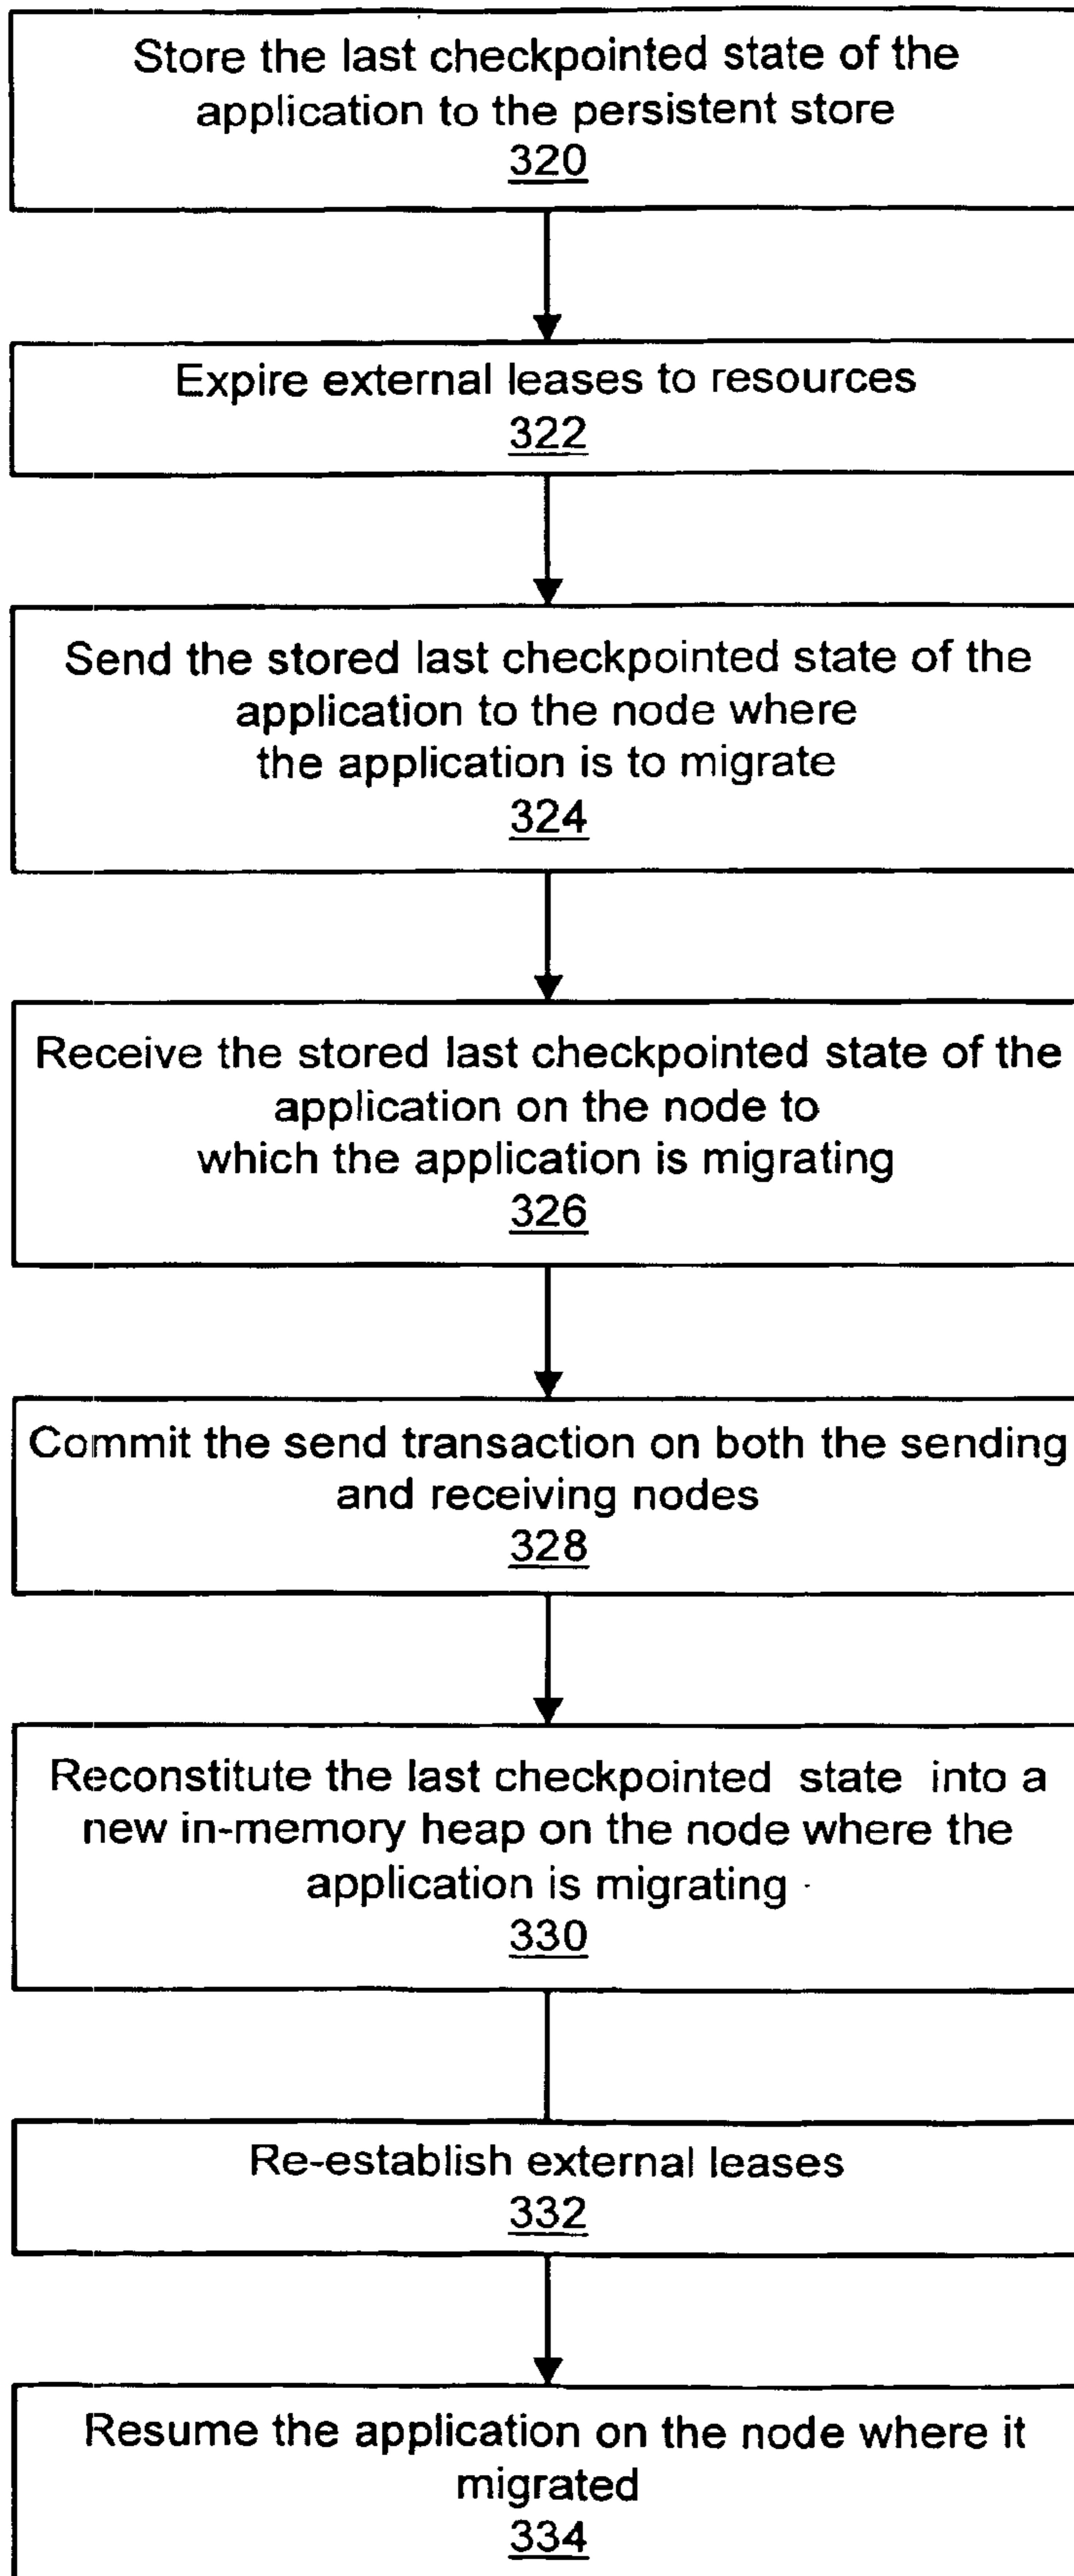 Store the last checkpointed state of the
application to the persistent store
320
Expire external leases to resources
322
Send the stored last checkpointed state of the
application to the node where
the application is to migrate
324
Receive the stored last checkpointed state of the
application on the node to
which the application is migrating
326
Commit the send transaction on both the sending
and receiving nodes
328
Reconstitute the last checkpointed state into a
new in-memory heap on the node where the
application is migrating
330
Re-establish external leases
332
Resume the application on the node where it
migrated
334